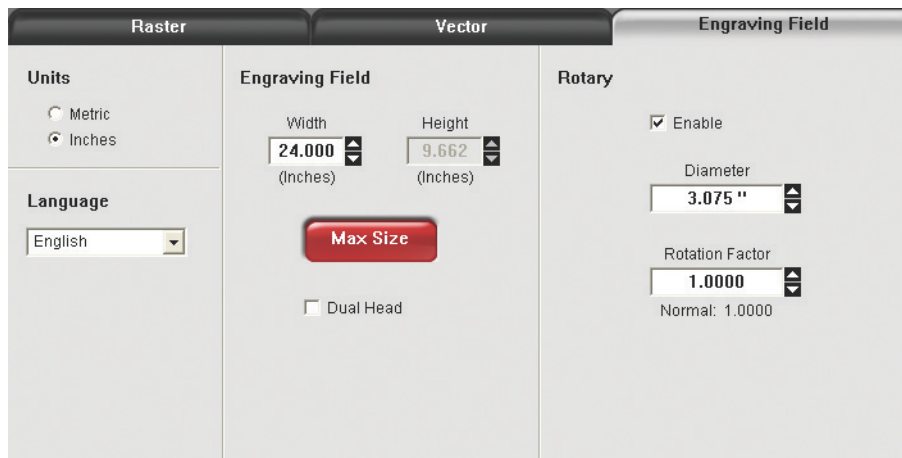 Raster Vector Engraving Field
Units
Metric
Inches
Language
English
Engraving Field
Width Height
24.000 9.662
(Inches) (Inches)
Max Size
Dual Head
Rotary
Enable
Diameter
3.075 "
Rotation Factor
1.0000
Normal: 1.0000